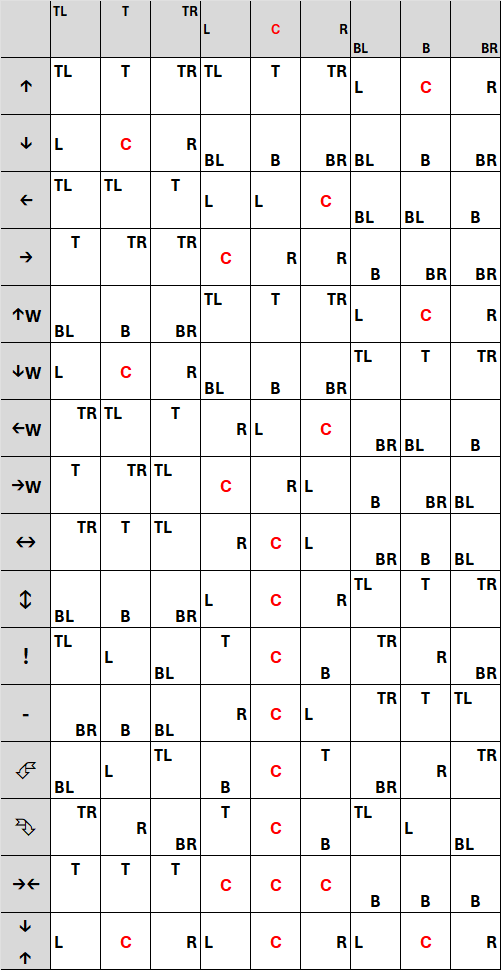 TL T TR L C R BL B BR
↑ TL T TR TL T TR L C R
↓ L C R BL B BR BL B BR
← TL TL T L L C BL BL B
→ T TR TR C R R B BR BR
↑W BL B BR TL T TR L C R
↓W L C R BL B BR TL T TR
←W TR TL T R L C BR BL B
→W T TR TL C R L B BR BL
↔ TR T TL R C L BR B BL
↕ BL B BR L C R TL T TR
! TL L BL T C B TR R BR
- BR B BL R C L TR T TL
BL L TL B C T BR R TR
TR R BR T C B TL L BL
→← T T T C C C B B B
↓
↑ L C R L C R L C R